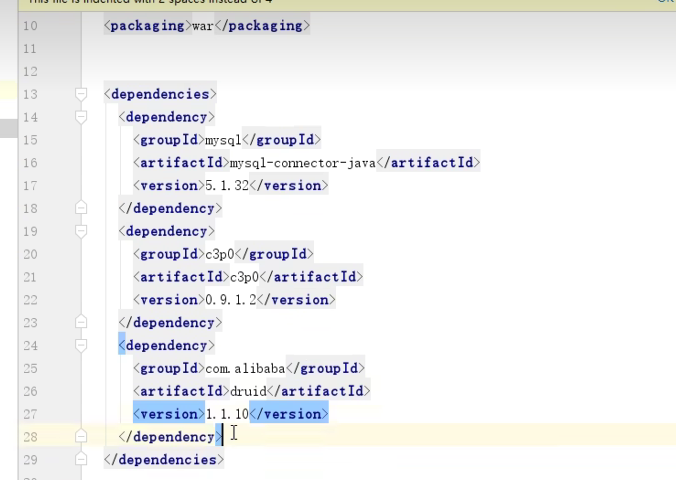 This file is indented with 2 spaces instead of 4
10 <packaging>war</packaging>
11
12
13 <dependencies>
14 <dependency>
15 <groupId>mysql</groupId>
16 <artifactId>mysql-connector-java</artifactId>
17 <version>5.1.32</version>
18 </dependency>
19 <dependency>
20 <groupId>c3p0</groupId>
21 <artifactId>c3p0</artifactId>
22 <version>0.9.1.2</version>
23 </dependency>
24 <dependency>
25 <groupId>com.alibaba</groupId>
26 <artifactId>druid</artifactId>
27 <version>1.1.10</version>
28 </dependency>
29 </dependencies>